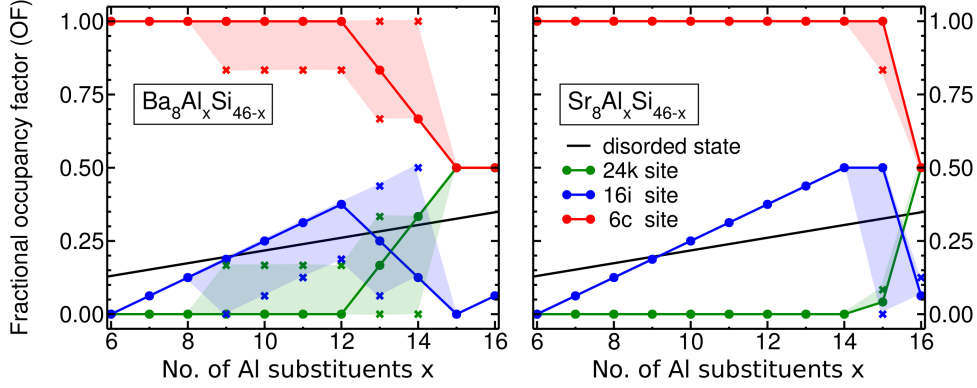 Fractional occupancy factor (OF)
1.00
0.75
0.50
0.25
0.00
Ba8AlxSi46-x
6 8 10 12 14 16
No. of Al substituents x
Sr8AlxSi46-x
disorded state
24k site
16i site
6c site
1.00
0.75
0.50
0.25
0.00
6 8 10 12 14 16
No. of Al substituents x